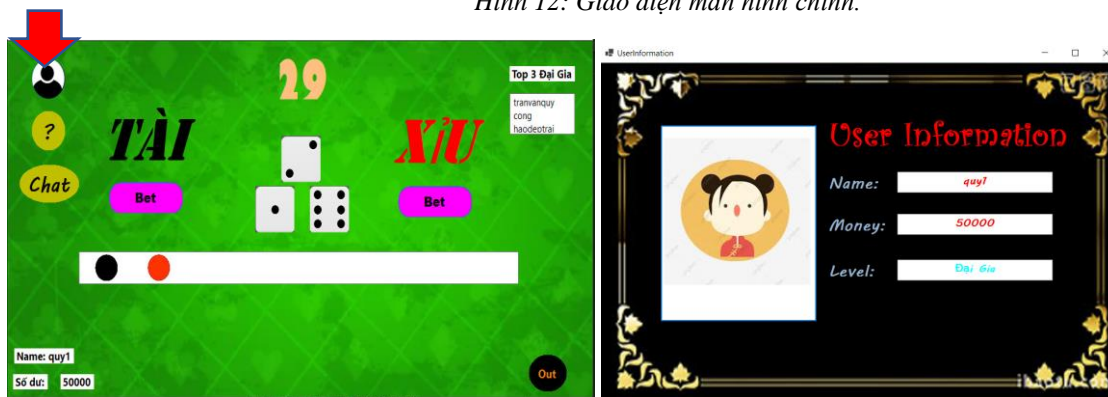 Hình 12: Giao diện màn hình chính.
29
Top 3 Đại Gia
tranvanquy
cong
haodeotrai
?
TÀI
XỈU
Chat
Bet
Bet
Name: quy1
Số dư: 50000
Out
UserInformation
User Information
Name: quy1
Money: 50000
Level: Đại Gia